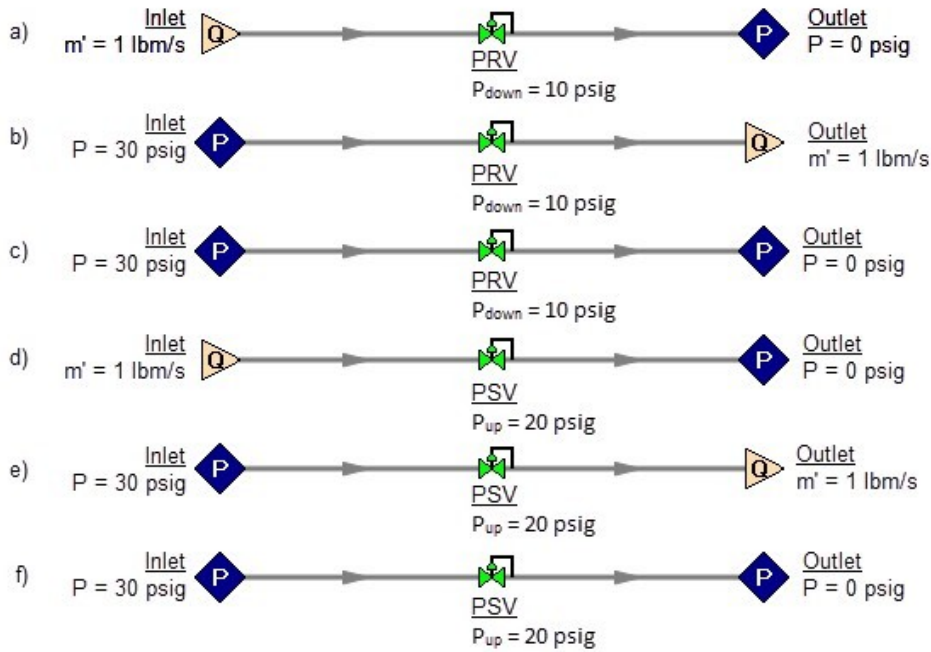 a)
Inlet
m' = 1 lbm/s
Q
PRV
Pdown = 10 psig
P
Outlet
P = 0 psig
b)
Inlet
P = 30 psig
P
PRV
Pdown = 10 psig
Q
Outlet
m' = 1 lbm/s
c)
Inlet
P = 30 psig
P
PRV
Pdown = 10 psig
P
Outlet
P = 0 psig
d)
Inlet
m' = 1 lbm/s
Q
PSV
Pup = 20 psig
P
Outlet
P = 0 psig
e)
Inlet
P = 30 psig
P
PSV
Pup = 20 psig
Q
Outlet
m' = 1 lbm/s
f)
Inlet
P = 30 psig
P
PSV
Pup = 20 psig
P
Outlet
P = 0 psig